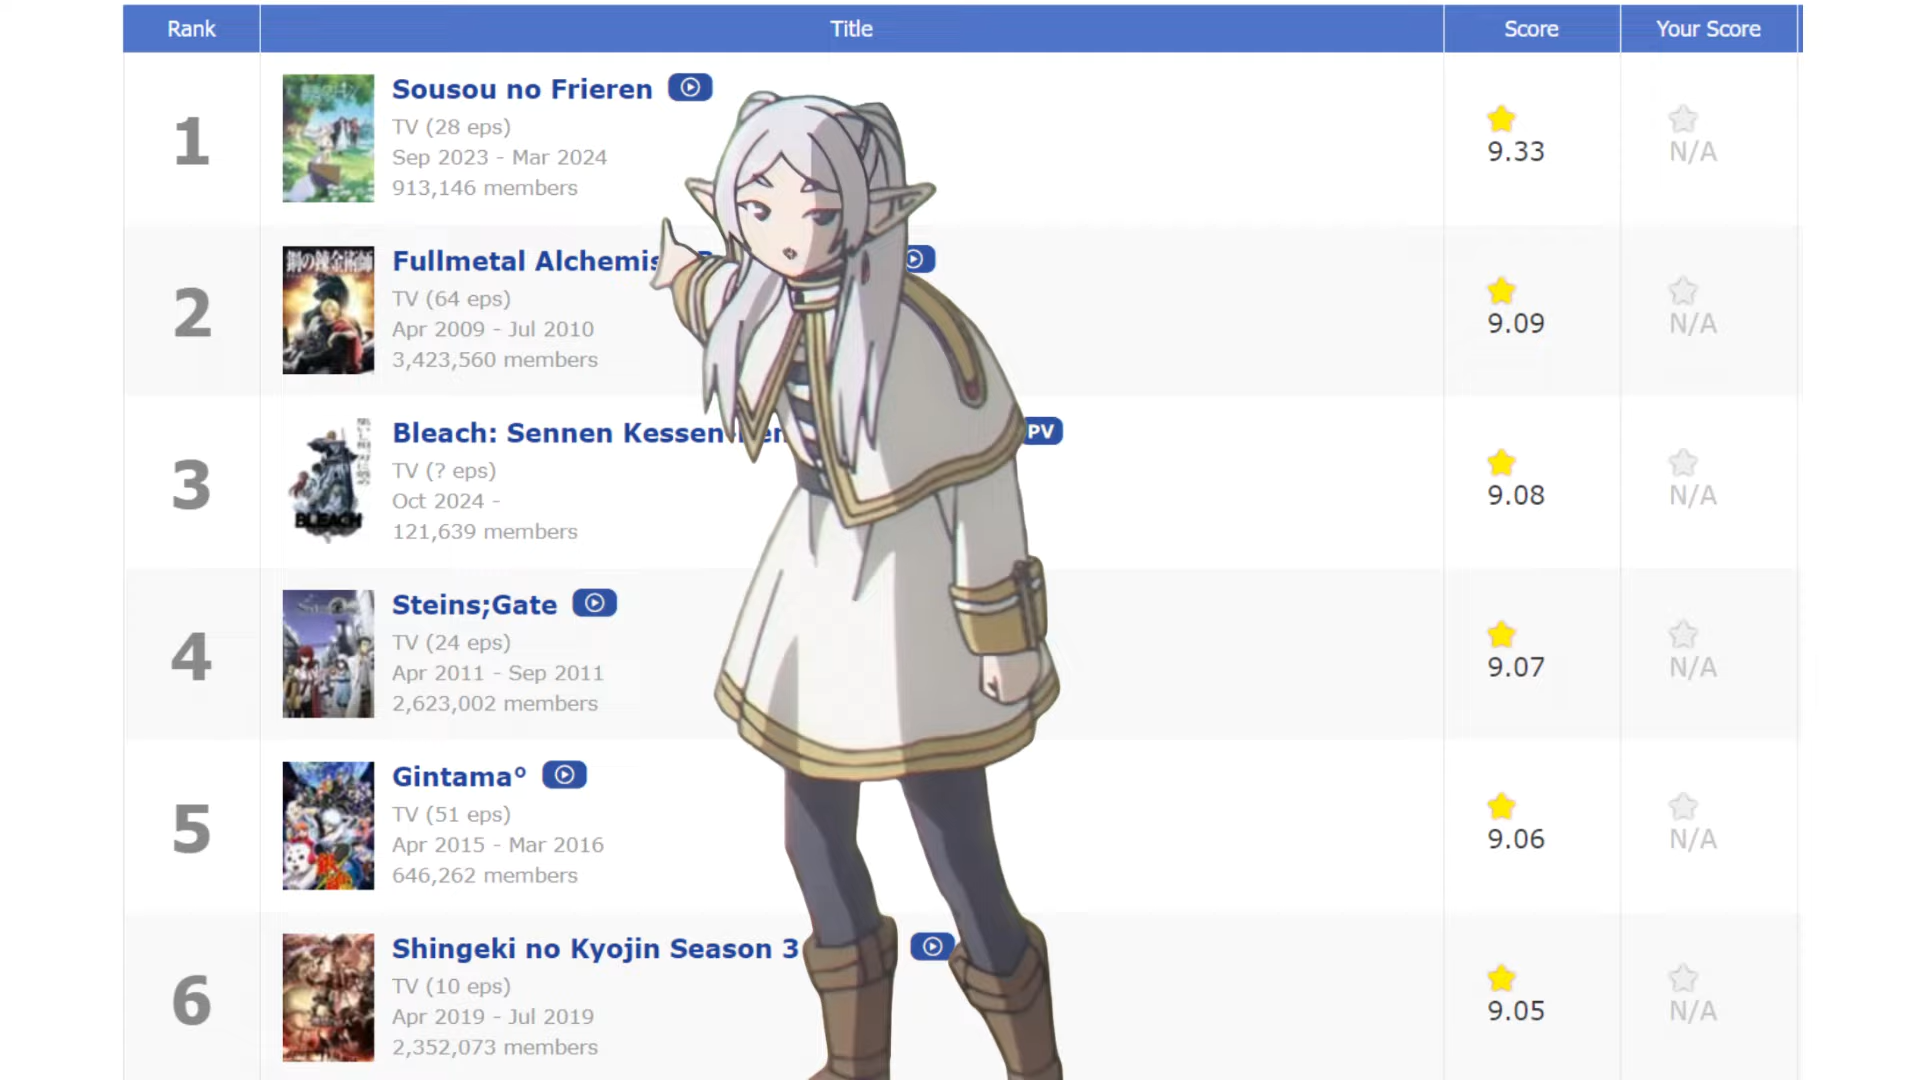 Rank Title Score Your Score
1
Sousou no Frieren
TV (28 eps)
Sep 2023 - Mar 2024
913,146 members
9.33
N/A
2
Fullmetal Alchemis
TV (64 eps)
Apr 2009 - Jul 2010
3,423,560 members
9.09
N/A
3
Bleach: Sennen Kessen-hen
PV
TV (? eps)
Oct 2024 -
121,639 members
BLEACH
9.08
N/A
4
Steins;Gate
TV (24 eps)
Apr 2011 - Sep 2011
2,623,002 members
9.07
N/A
5
Gintama°
TV (51 eps)
Apr 2015 - Mar 2016
646,262 members
9.06
N/A
6
Shingeki no Kyojin Season 3
TV (10 eps)
Apr 2019 - Jul 2019
2,352,073 members
9.05
N/A